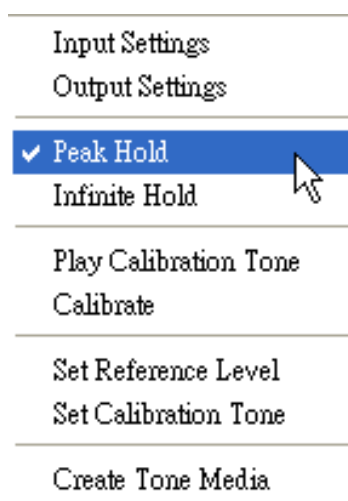 Input Settings
Output Settings
Peak Hold
Infinite Hold
Play Calibration Tone
Calibrate
Set Reference Level
Set Calibration Tone
Create Tone Media